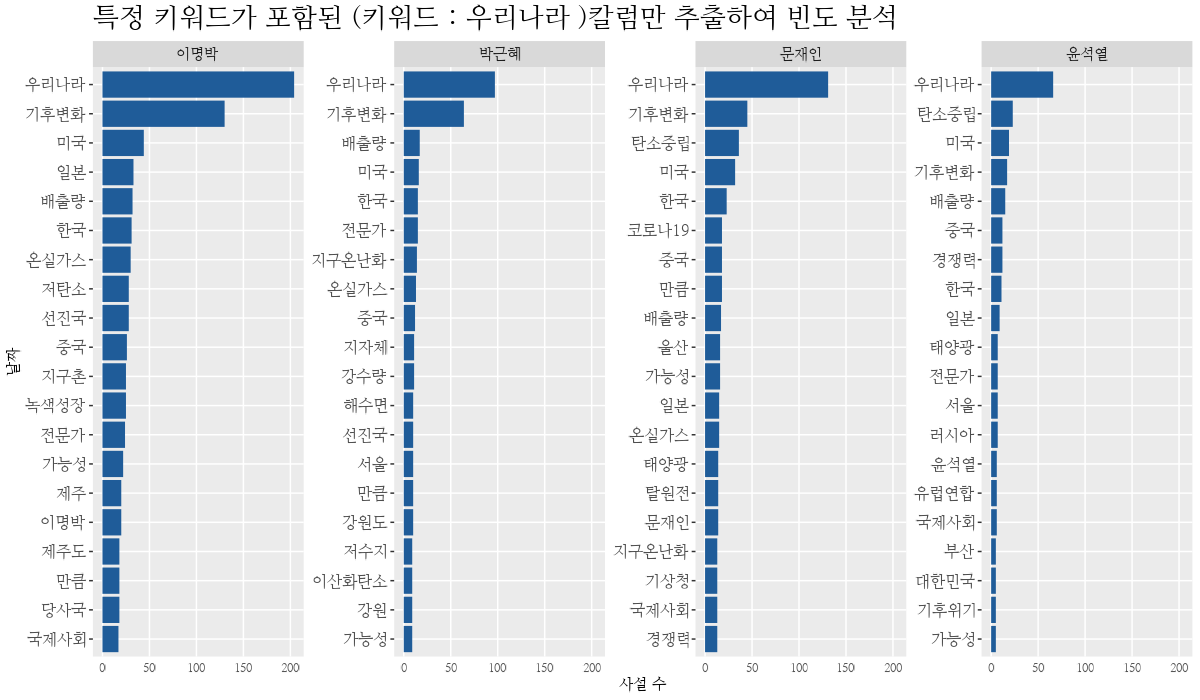 특정 키워드가 포함된 (키워드 : 우리나라 )칼럼만 추출하여 빈도 분석
이명박
우리나라
기후변화
미국
일본
배출량
한국
온실가스
저탄소
선진국
중국
지구촌
녹색성장
전문가
가능성
제주
이명박
제주도
만큼
당사국
국제사회
0 50 100 150 200
박근혜
우리나라
기후변화
배출량
미국
한국
전문가
지구온난화
온실가스
중국
지자체
강수량
해수면
선진국
서울
만큼
강원도
저수지
이산화탄소
강원
가능성
0 50 100 150 200
문재인
우리나라
기후변화
탄소중립
미국
한국
코로나19
중국
만큼
배출량
울산
가능성
일본
온실가스
태양광
탈원전
문재인
지구온난화
기상청
국제사회
경쟁력
0 50 100 150 200
윤석열
우리나라
탄소중립
미국
기후변화
배출량
중국
경쟁력
한국
일본
태양광
전문가
서울
러시아
윤석열
유럽연합
국제사회
부산
대한민국
기후위기
가능성
0 50 100 150 200
날짜
사설 수